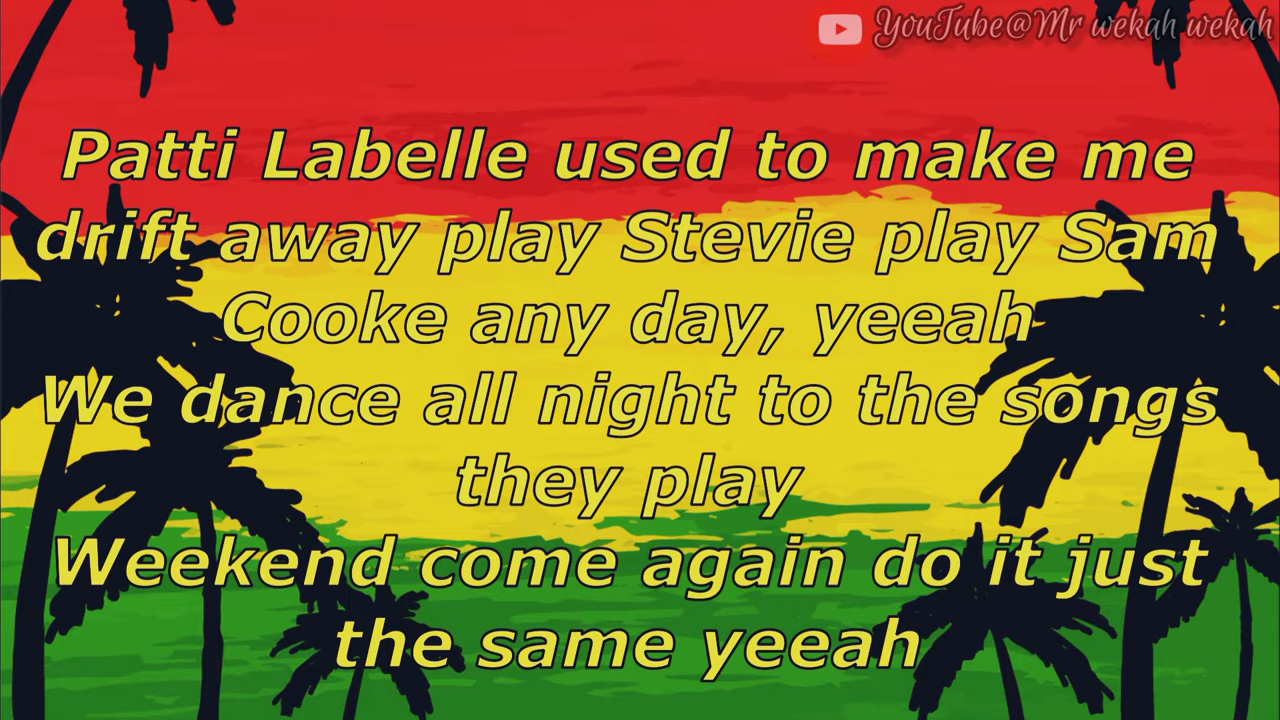 YouTube@Mr wekah wekah
Patti Labelle used to make me
drift away play Stevie play Sam
Cooke any day, yeeah
We dance all night to the songs
they play
Weekend come again do it just
the same yeeah